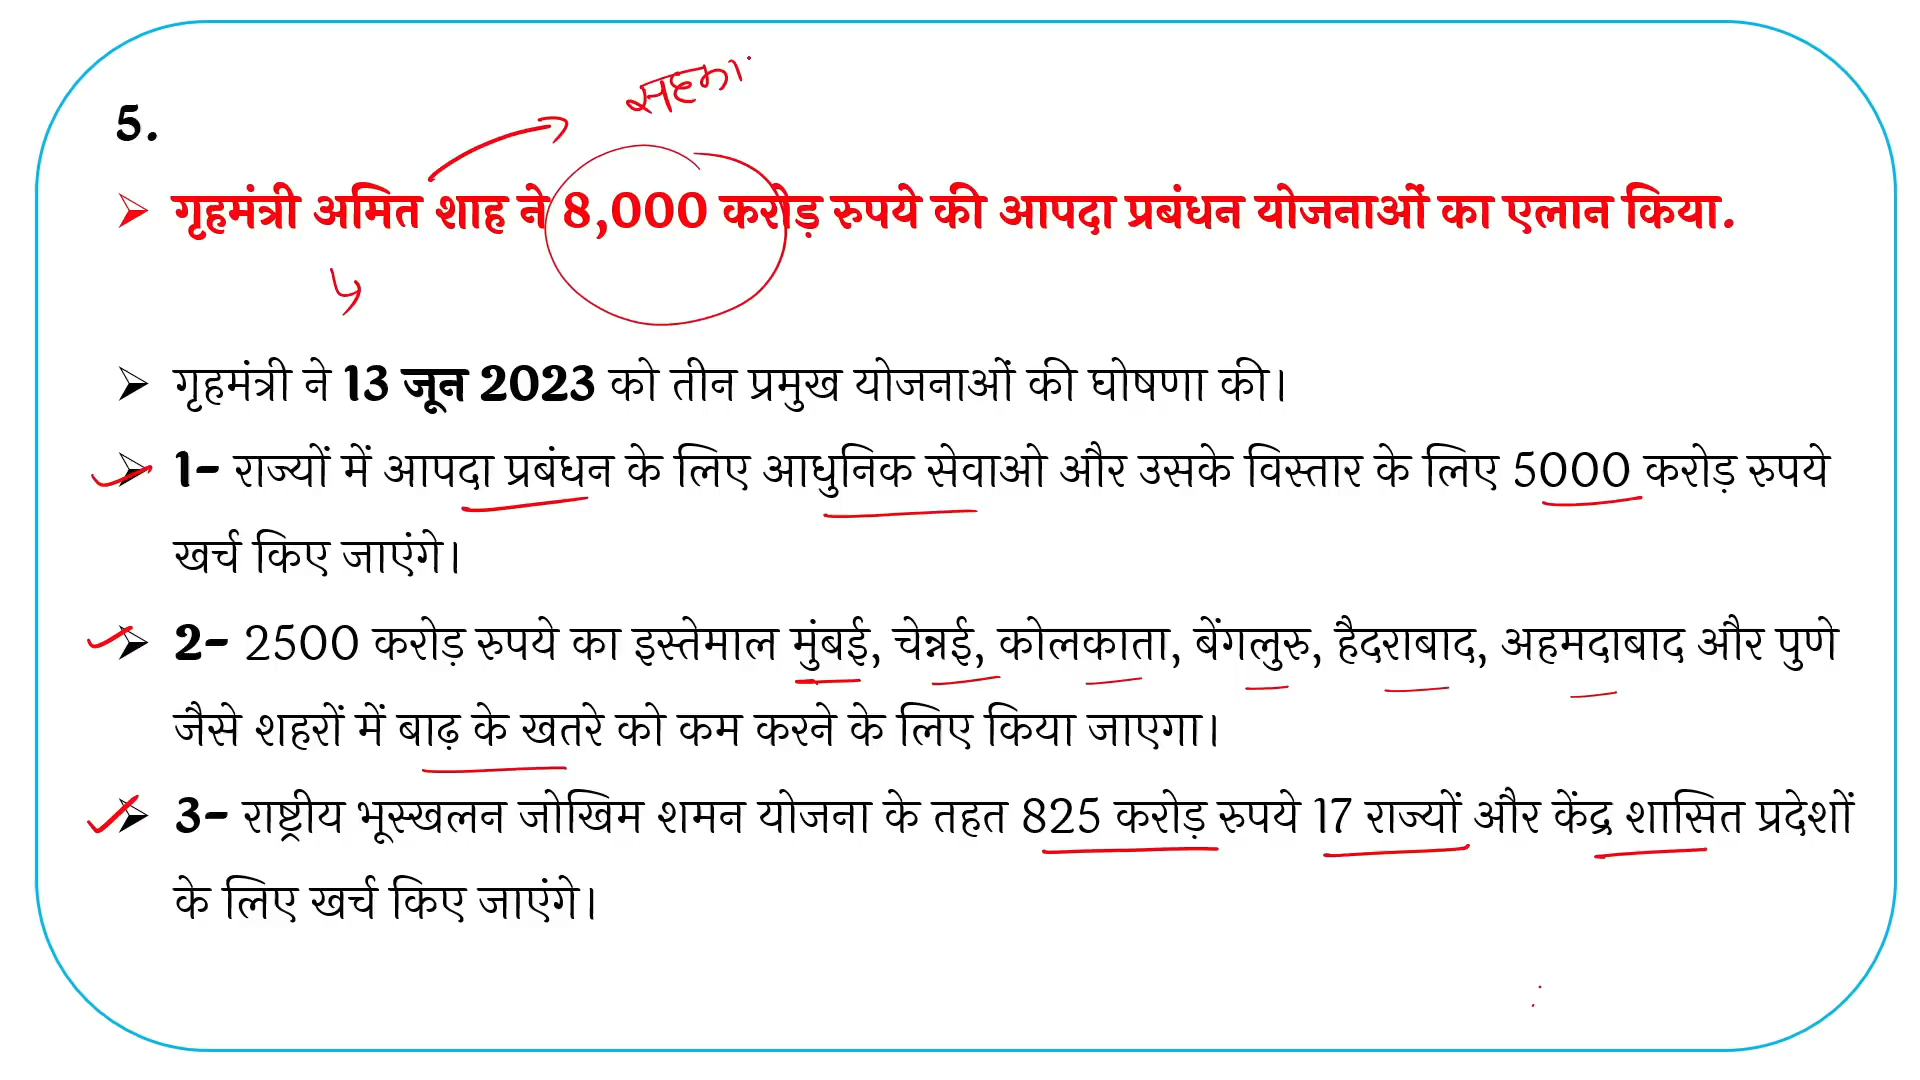 सहका
5.
➢ गृहमंत्री अमित शाह ने 8,000 करोड़ रुपये की आपदा प्रबंधन योजनाओं का एलान किया.
➢ गृहमंत्री ने 13 जून 2023 को तीन प्रमुख योजनाओं की घोषणा की।
➢ 1- राज्यों में आपदा प्रबंधन के लिए आधुनिक सेवाओ और उसके विस्तार के लिए 5000 करोड़ रुपये
खर्च किए जाएंगे।
➢ 2- 2500 करोड़ रुपये का इस्तेमाल मुंबई, चेन्नई, कोलकाता, बेंगलुरु, हैदराबाद, अहमदाबाद और पुणे
जैसे शहरों में बाढ़ के खतरे को कम करने के लिए किया जाएगा।
➢ 3- राष्ट्रीय भूस्खलन जोखिम शमन योजना के तहत 825 करोड़ रुपये 17 राज्यों और केंद्र शासित प्रदेशों
के लिए खर्च किए जाएंगे।